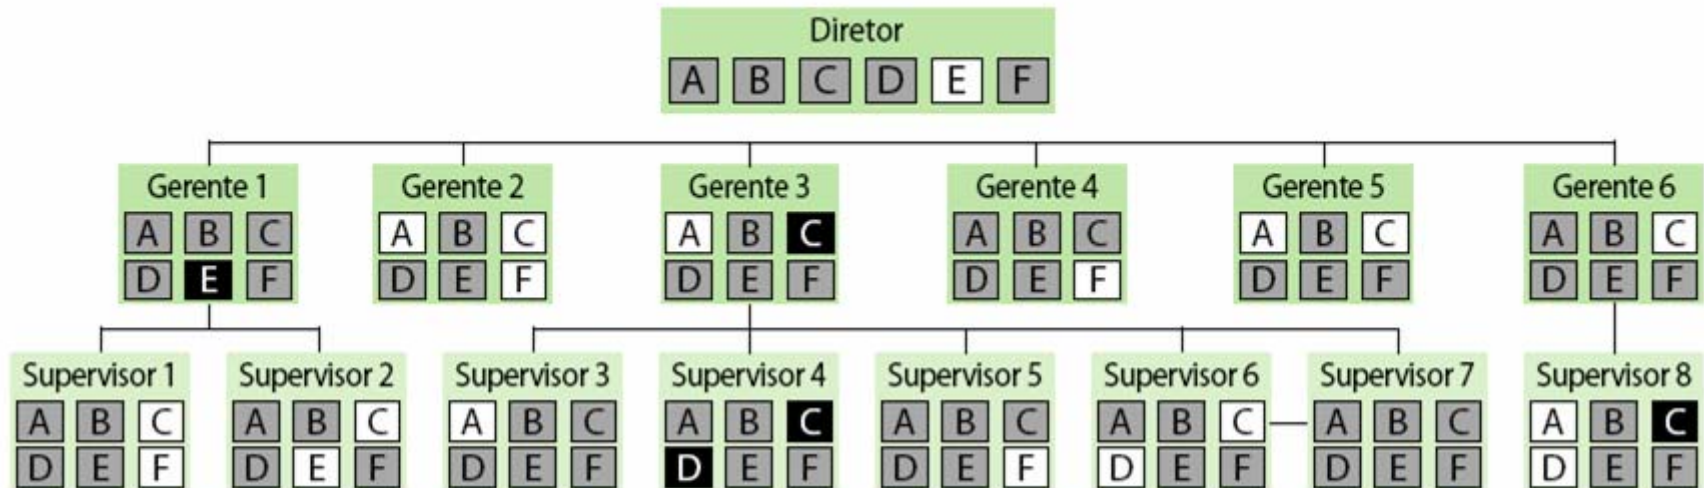 Diretor
A B C D E F
Gerente 1
A B C
D E F
Gerente 2
A B C
D E F
Gerente 3
A B C
D E F
Gerente 4
A B C
D E F
Gerente 5
A B C
D E F
Gerente 6
A B C
D E F
Supervisor 1
A B C
D E F
Supervisor 2
A B C
D E F
Supervisor 3
A B C
D E F
Supervisor 4
A B C
D E F
Supervisor 5
A B C
D E F
Supervisor 6
A B C
D E F
Supervisor 7
A B C
D E F
Supervisor 8
A B C
D E F